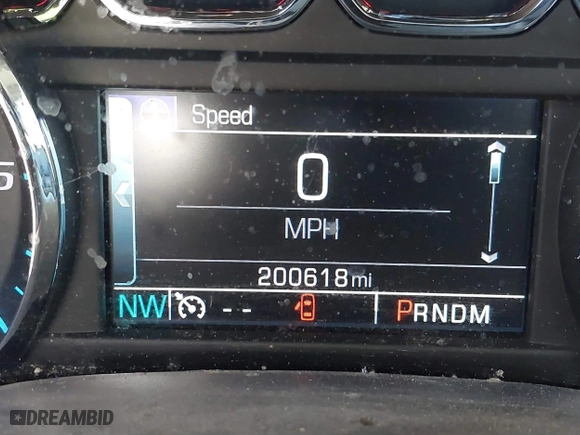 Speed
0
MPH
200618mi
NW -- PRNDM
DREAMBID